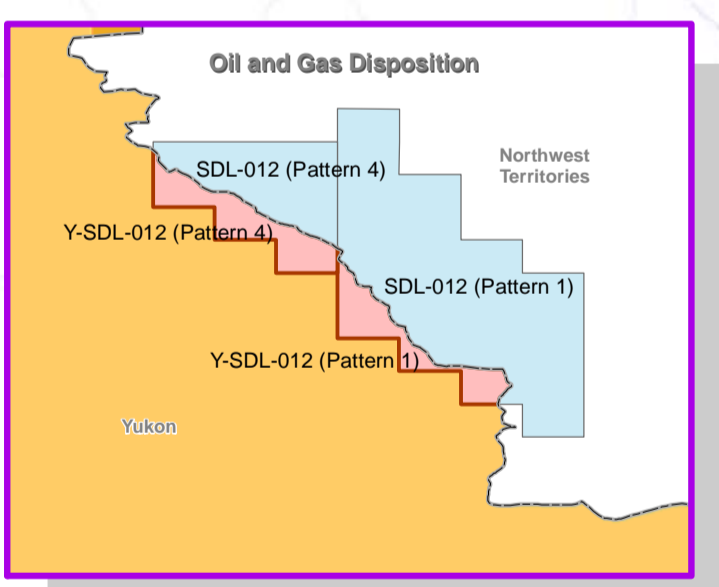 Oil and Gas Disposition
Northwest
Territories
SDL-012 (Pattern 4)
Y-SDL-012 (Pattern 4)
SDL-012 (Pattern 1)
Y-SDL-012 (Pattern 1)
Yukon